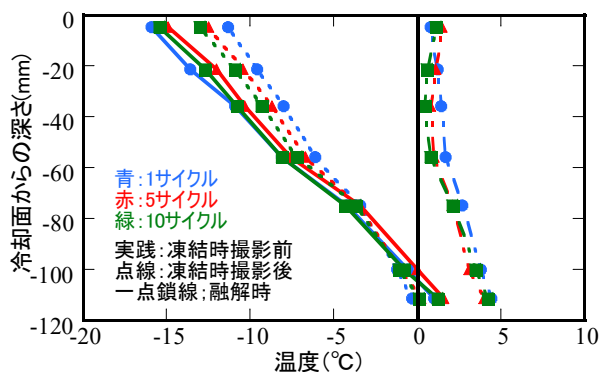 0
-20
-40
-60
-80
-100
-120
冷却面からの深さ(mm)
青:1サイクル
赤:5サイクル
緑:10サイクル
実践:凍結時撮影前
点線:凍結時撮影後
一点鎖線;融解時
-20 -15 -10 -5 0 5 10
温度(℃)